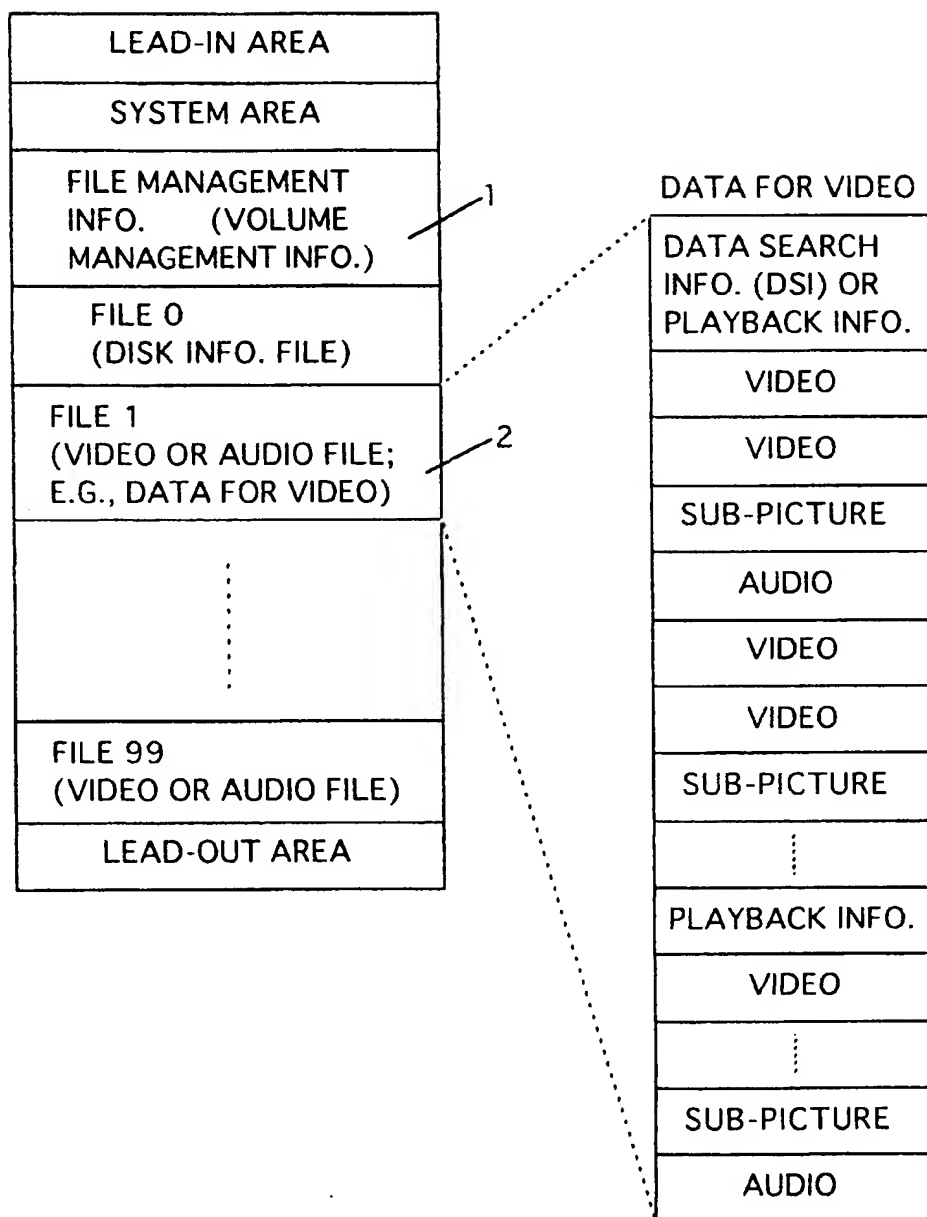 LEAD-IN AREA
SYSTEM AREA
FILE MANAGEMENT
INFO. (VOLUME
MANAGEMENT INFO.)
1
FILE 0
(DISK INFO. FILE)
FILE 1
(VIDEO OR AUDIO FILE;
E.G., DATA FOR VIDEO)
2
FILE 99
(VIDEO OR AUDIO FILE)
LEAD-OUT AREA
DATA FOR VIDEO
DATA SEARCH
INFO. (DSI) OR
PLAYBACK INFO.
VIDEO
VIDEO
SUB-PICTURE
AUDIO
VIDEO
VIDEO
SUB-PICTURE
PLAYBACK INFO.
VIDEO
SUB-PICTURE
AUDIO